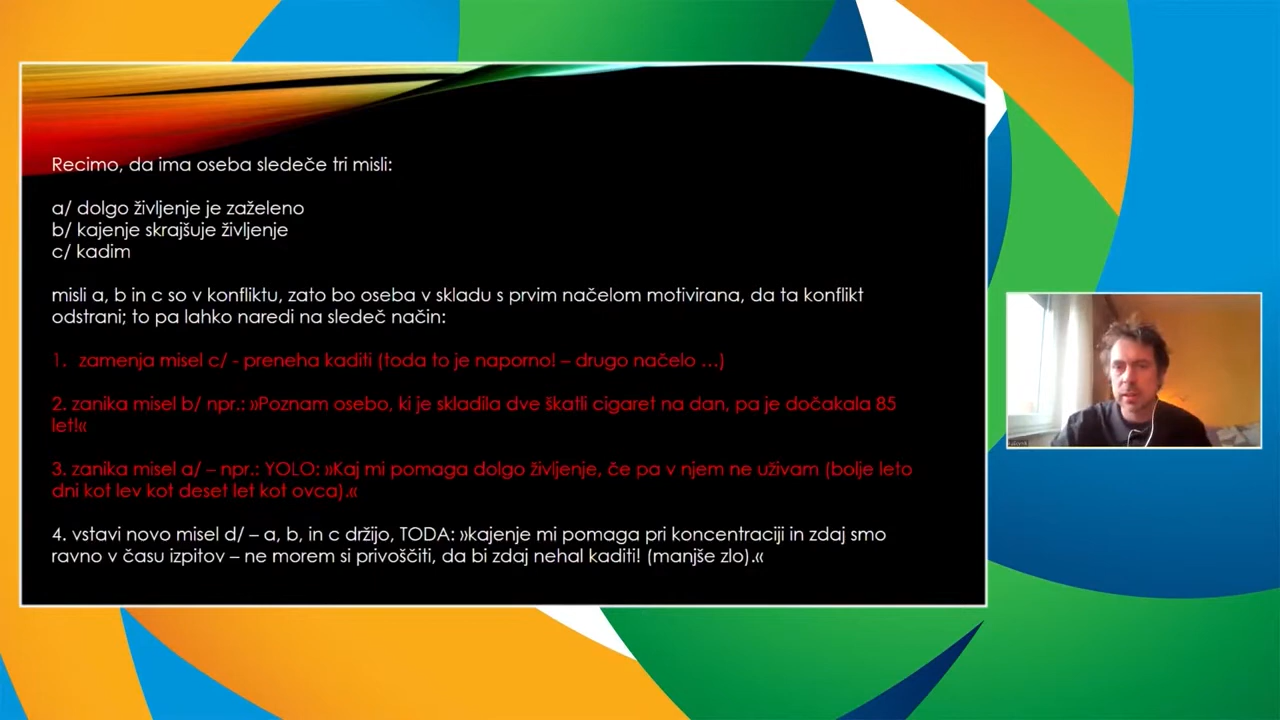 Recimo, da ima oseba sledeče tri misli:
a/ dolgo življenje je zaželeno
b/ kajenje skrajšuje življenje
c/ kadim
misli a, b in c so v konfliktu, zato bo oseba v skladu s prvim načelom motivirana, da ta konflikt
odstrani; to pa lahko naredi na sledeč način:
1. zamenja misel c/ - preneha kaditi (toda to je naporno! – drugo načelo …)
2. zanika misel b/ npr.: »Poznam osebo, ki je skladila dve škatli cigaret na dan, pa je dočakala 85
let!«
3. zanika misel a/ – npr.: YOLO: »Kaj mi pomaga dolgo življenje, če pa v njem ne uživam (bolje leto
dni kot lev kot deset let kot ovca).«
4. vstavi novo misel d/ – a, b, in c držijo, TODA: »kajenje mi pomaga pri koncentraciji in zdaj smo
ravno v času izpitov – ne morem si privoščiti, da bi zdaj nehal kaditi! (manjše zlo).«